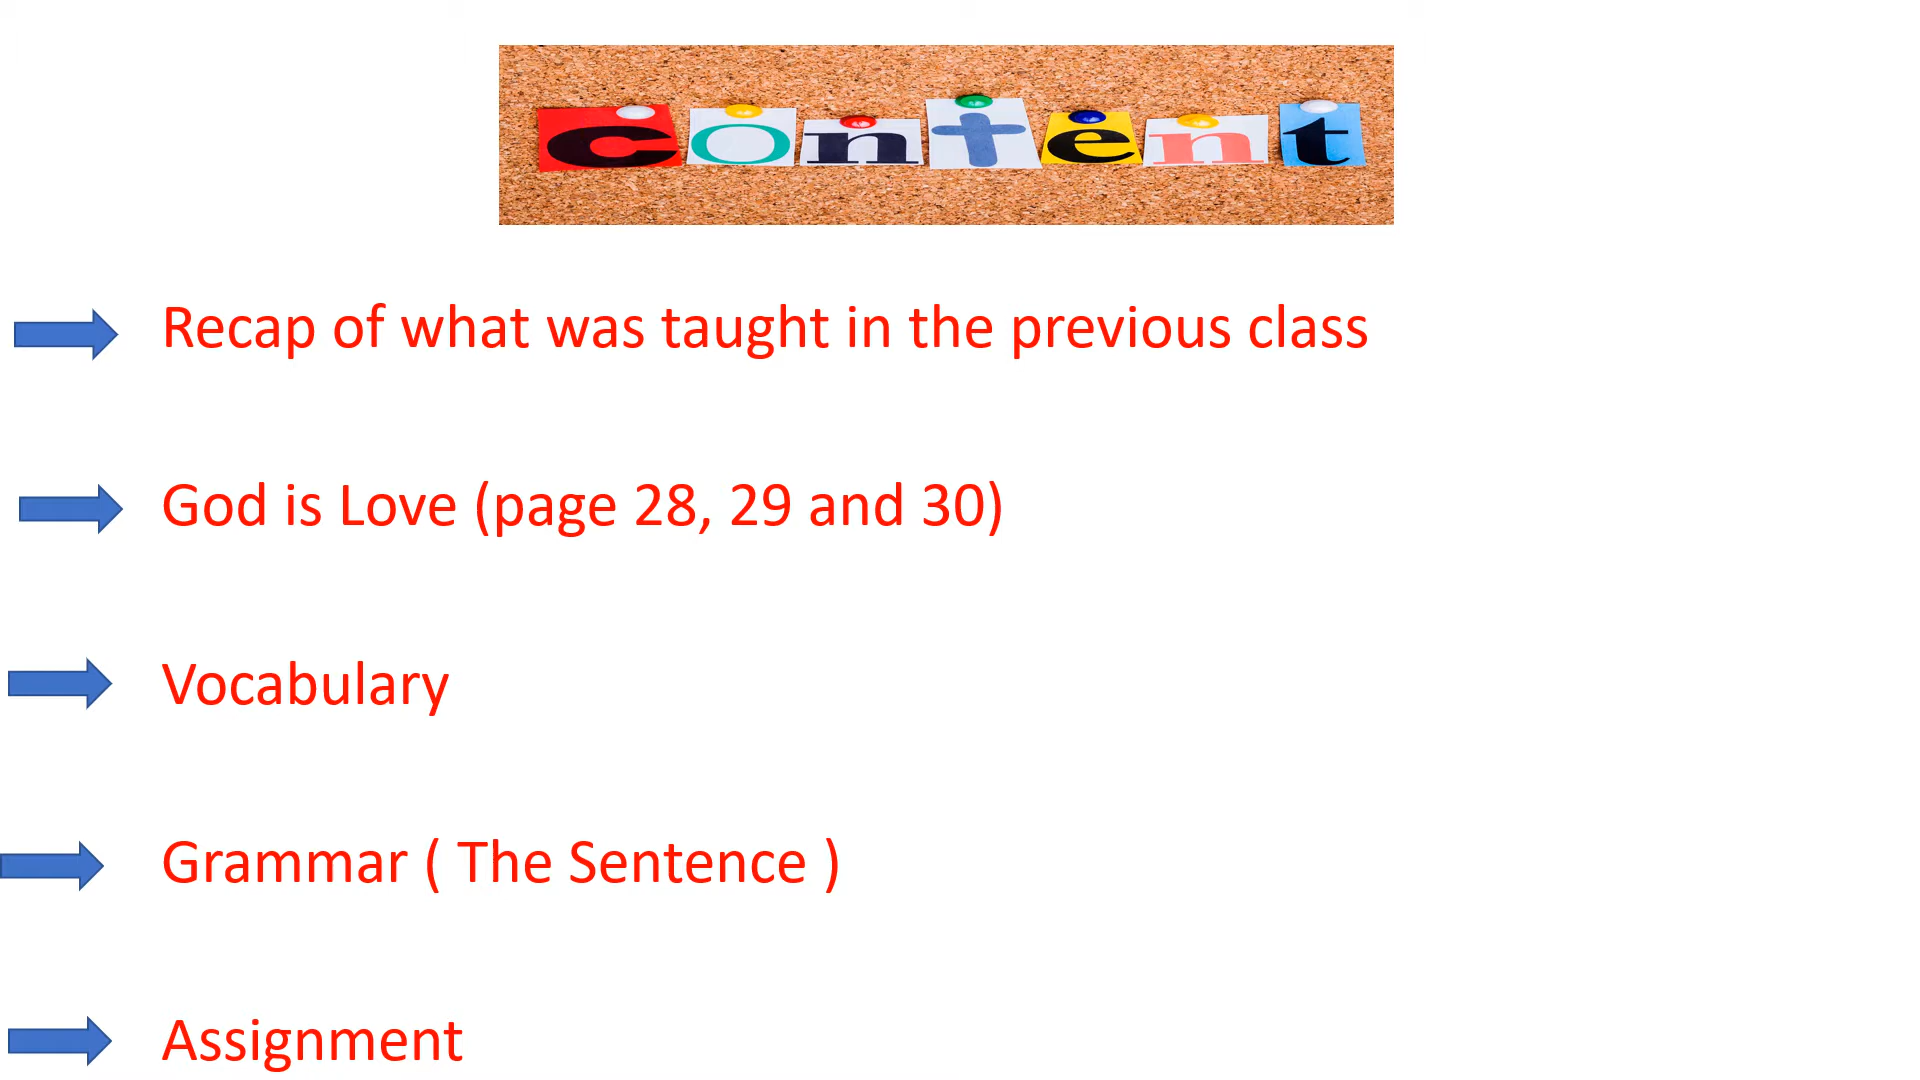 content
Recap of what was taught in the previous class
God is Love (page 28, 29 and 30)
Vocabulary
Grammar ( The Sentence )
Assignment